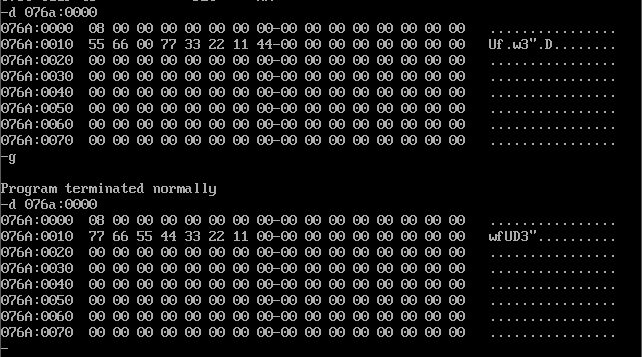 -d 076a:0000
076A:0000 08 00 00 00 00 00 00 00-00 00 00 00 00 00 00 00 ................
076A:0010 55 66 00 77 33 22 11 44-00 00 00 00 00 00 00 00 Uf.w3".D........
076A:0020 00 00 00 00 00 00 00 00-00 00 00 00 00 00 00 00 ................
076A:0030 00 00 00 00 00 00 00 00-00 00 00 00 00 00 00 00 ................
076A:0040 00 00 00 00 00 00 00 00-00 00 00 00 00 00 00 00 ................
076A:0050 00 00 00 00 00 00 00 00-00 00 00 00 00 00 00 00 ................
076A:0060 00 00 00 00 00 00 00 00-00 00 00 00 00 00 00 00 ................
076A:0070 00 00 00 00 00 00 00 00-00 00 00 00 00 00 00 00 ................
-g
Program terminated normally
-d 076a:0000
076A:0000 08 00 00 00 00 00 00 00-00 00 00 00 00 00 00 00 ................
076A:0010 77 66 55 44 33 22 11 00-00 00 00 00 00 00 00 00 wfUD3"..........
076A:0020 00 00 00 00 00 00 00 00-00 00 00 00 00 00 00 00 ................
076A:0030 00 00 00 00 00 00 00 00-00 00 00 00 00 00 00 00 ................
076A:0040 00 00 00 00 00 00 00 00-00 00 00 00 00 00 00 00 ................
076A:0050 00 00 00 00 00 00 00 00-00 00 00 00 00 00 00 00 ................
076A:0060 00 00 00 00 00 00 00 00-00 00 00 00 00 00 00 00 ................
076A:0070 00 00 00 00 00 00 00 00-00 00 00 00 00 00 00 00 ................
-